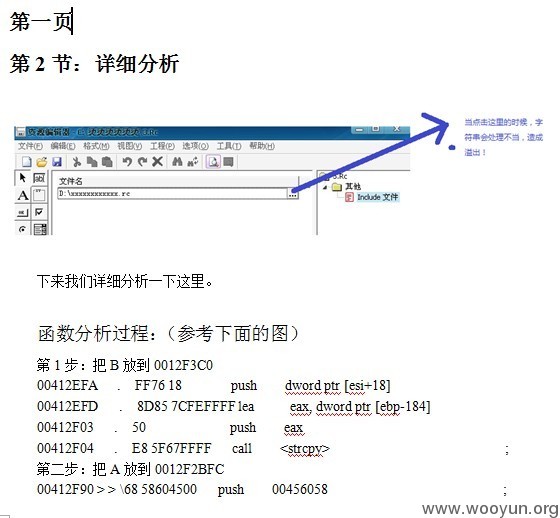 第一页
第 2 节：详细分析
当点击这里的时候，字
符串会处理不当，造成
溢出！
资源编辑器
文件(F) 编辑(E) 格式(M) 视图(V) 工程(P) 选项(O) 工具(T) 帮助(H)
文件名
D:\xxxxxxxxxxxx.rc
...
其他
Include 文件
下来我们详细分析一下这里。
函数分析过程：（参考下面的图）
第 1 步：把 B 放到 0012F3C0
00412EFA . FF76 18 push dword ptr [esi+18]
00412EFD . 8D85 7CFEFFFF lea eax, dword ptr [ebp-184]
00412F03 . 50 push eax
00412F04 . E8 5F67FFFF call <strcpy> ;
第二步：把 A 放到 0012F2BFC
00412F90 > > \68 58604500 push 00456058 ;
www.wooyun.org